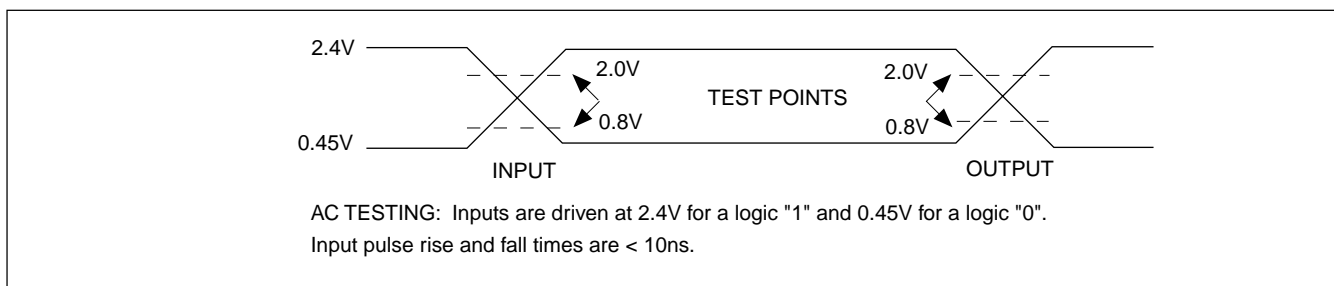 2.4V
2.0V
2.0V
TEST POINTS
0.8V
0.8V
0.45V
INPUT
OUTPUT
AC TESTING: Inputs are driven at 2.4V for a logic "1" and 0.45V for a logic "0".
Input pulse rise and fall times are < 10ns.